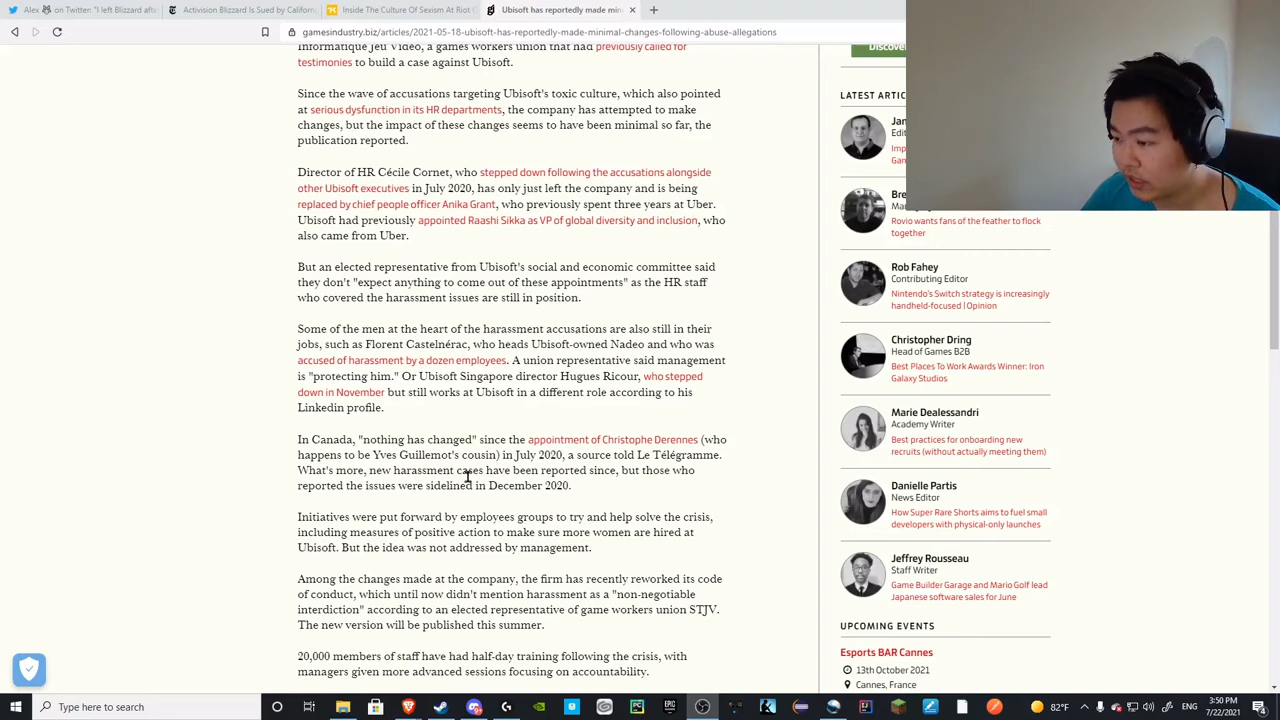 Alex on Twitter: "I left Blizzard aft
Activision Blizzard Is Sued by Californ
Inside The Culture Of Sexism At Riot
Ubisoft has reportedly made min
gamesindustry.biz/articles/2021-05-18-ubisoft-has-reportedly-made-minimal-changes-following-abuse-allegations
Informatique Jeu Vidéo, a games workers union that had previously called for
testimonies to build a case against Ubisoft.
Since the wave of accusations targeting Ubisoft's toxic culture, which also pointed
at serious dysfunction in its HR departments, the company has attempted to make
changes, but the impact of these changes seems to have been minimal so far, the
publication reported.
Director of HR Cécile Cornet, who stepped down following the accusations alongside
other Ubisoft executives in July 2020, has only just left the company and is being
replaced by chief people officer Anika Grant, who previously spent three years at Uber.
Ubisoft had previously appointed Raashi Sikka as VP of global diversity and inclusion, who
also came from Uber.
But an elected representative from Ubisoft's social and economic committee said
they don't "expect anything to come out of these appointments" as the HR staff
who covered the harassment issues are still in position.
Some of the men at the heart of the harassment accusations are also still in their
jobs, such as Florent Castelnérac, who heads Ubisoft-owned Nadeo and who was
accused of harassment by a dozen employees. A union representative said management
is "protecting him." Or Ubisoft Singapore director Hugues Ricour, who stepped
down in November but still works at Ubisoft in a different role according to his
Linkedin profile.
In Canada, "nothing has changed" since the appointment of Christophe Derennes (who
happens to be Yves Guillemot's cousin) in July 2020, a source told Le Télégramme.
What's more, new harassment cases have been reported since, but those who
reported the issues were sidelined in December 2020.
Initiatives were put forward by employees groups to try and help solve the crisis,
including measures of positive action to make sure more women are hired at
Ubisoft. But the idea was not addressed by management.
Among the changes made at the company, the firm has recently reworked its code
of conduct, which until now didn't mention harassment as a "non-negotiable
interdiction" according to an elected representative of game workers union STJV.
The new version will be published this summer.
20,000 members of staff have had half-day training following the crisis, with
managers given more advanced sessions focusing on accountability.
Discove
LATEST ARTIC
Jam
Edit
Imp
Gan
Bre
Mana
Rovio wants fans of the feather to flock
together
Rob Fahey
Contributing Editor
Nintendo's Switch strategy is increasingly
handheld-focused | Opinion
Christopher Dring
Head of Games B2B
Best Places To Work Awards Winner: Iron
Galaxy Studios
Marie Dealessandri
Academy Writer
Best practices for onboarding new
recruits (without actually meeting them)
Danielle Partis
News Editor
How Super Rare Shorts aims to fuel small
developers with physical-only launches
Jeffrey Rousseau
Staff Writer
Game Builder Garage and Mario Golf lead
Japanese software sales for June
UPCOMING EVENTS
Esports BAR Cannes
13th October 2021
Cannes, France
Type here to search
82°F
3:50 PM
7/22/2021